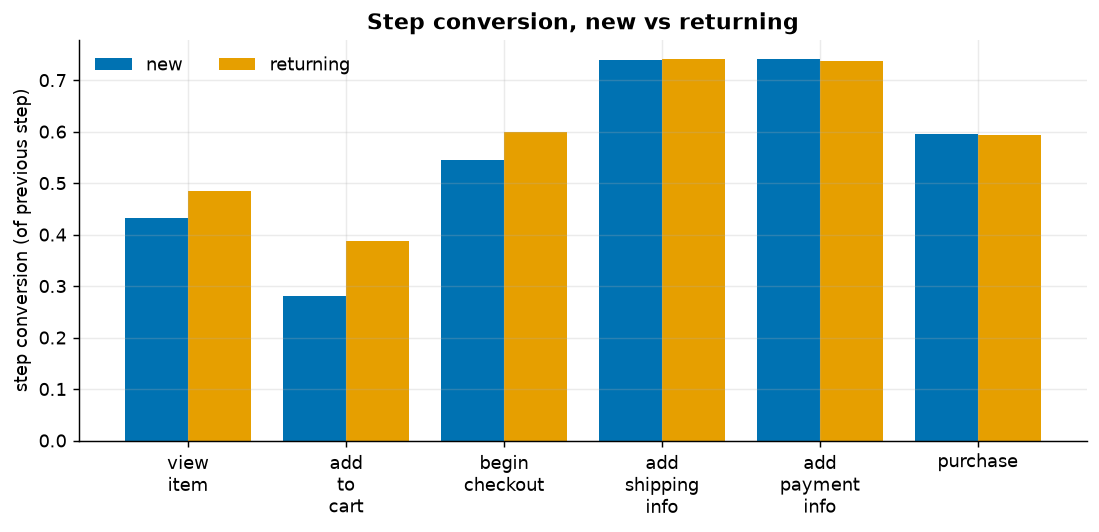 Step conversion, new vs returning
new
returning
step conversion (of previous step)
0.7
0.6
0.5
0.4
0.3
0.2
0.1
0.0
view
item
add
to
cart
begin
checkout
add
shipping
info
add
payment
info
purchase